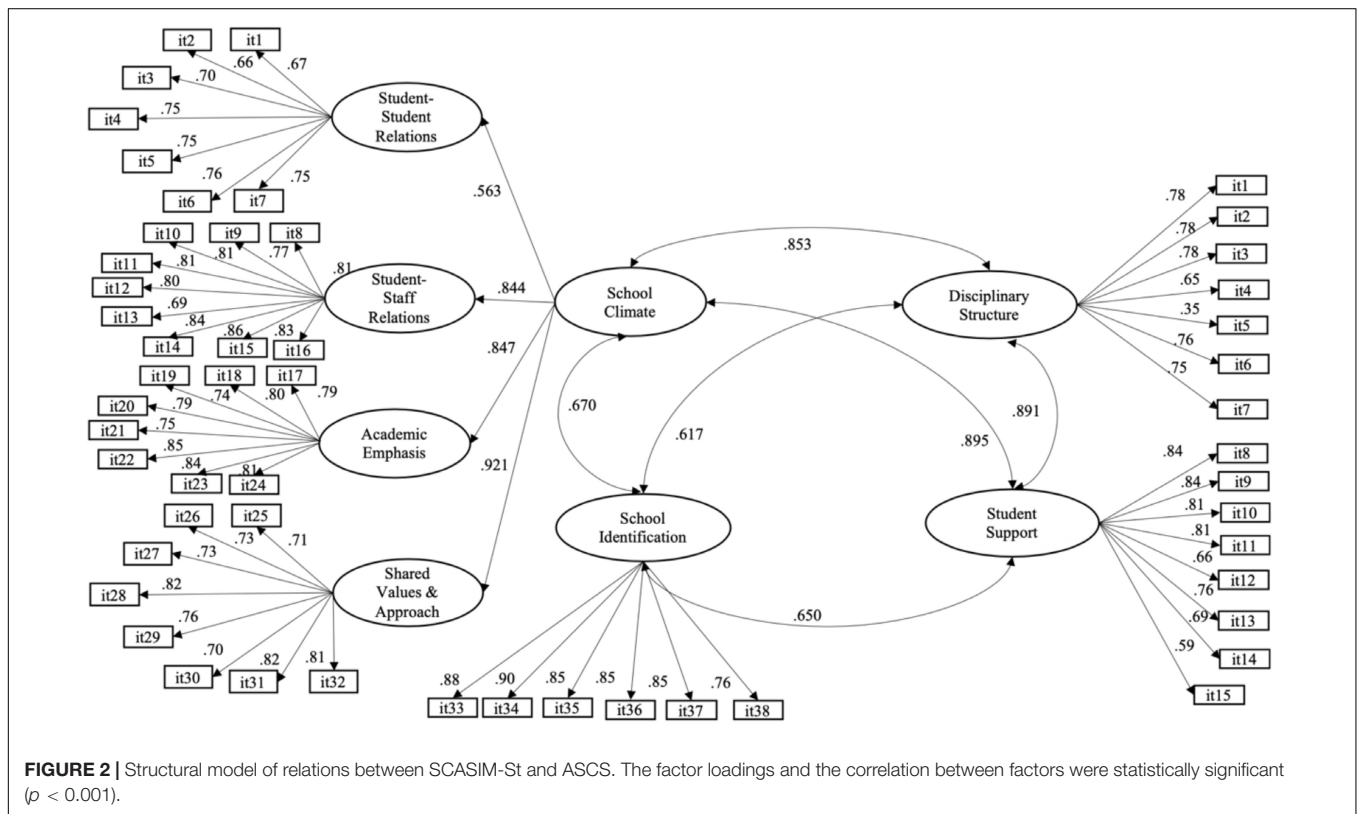 it2
it1
.66
.67
it3
.70
it4
.75
it5
.75
it6
.76
it7
.75
Student-
Student
Relations
.563
it10
it9
it8
.81
.77
it11
.81
.81
it12
.80
it13
.69
it14
.84
it15
.86
it16
.83
Student-
Staff
Relations
.844
it19
it18
it17
.74
.80
.79
it20
.79
it21
.75
it22
.85
it23
.84
it24
.81
Academic
Emphasis
.847
it26
it25
.73
.71
it27
.73
it28
.82
it29
.76
it30
.70
it31
.82
it32
.81
Shared
Values &
Approach
.921
School
Climate
.853
.670
.617
.895
.891
.650
School
Identification
.88
.90
.85
.85
.85
.76
it33
it34
it35
it36
it37
it38
Disciplinary
Structure
.78
it1
.78
it2
.78
it3
.65
it4
.35
it5
.76
it6
.75
it7
Student
Support
.84
it8
.84
it9
.81
it10
.81
it11
.66
it12
.76
it13
.69
it14
.59
it15
FIGURE 2 | Structural model of relations between SCASIM-St and ASCS. The factor loadings and the correlation between factors were statistically significant
(p < 0.001).